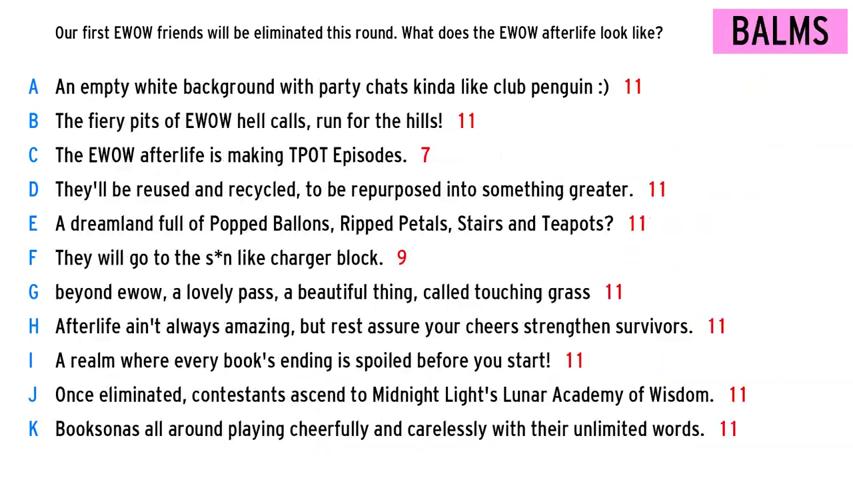 Our first EWOW friends will be eliminated this round. What does the EWOW afterlife look like?
BALMS
A An empty white background with party chats kinda like club penguin :) 11
B The fiery pits of EWOW hell calls, run for the hills! 11
C The EWOW afterlife is making TPOT Episodes. 7
D They'll be reused and recycled, to be repurposed into something greater. 11
E A dreamland full of Popped Ballons, Ripped Petals, Stairs and Teapots? 11
F They will go to the s*n like charger block. 9
G beyond ewow, a lovely pass, a beautiful thing, called touching grass 11
H Afterlife ain't always amazing, but rest assure your cheers strengthen survivors. 11
I A realm where every book's ending is spoiled before you start! 11
J Once eliminated, contestants ascend to Midnight Light's Lunar Academy of Wisdom. 11
K Booksonas all around playing cheerfully and carelessly with their unlimited words. 11